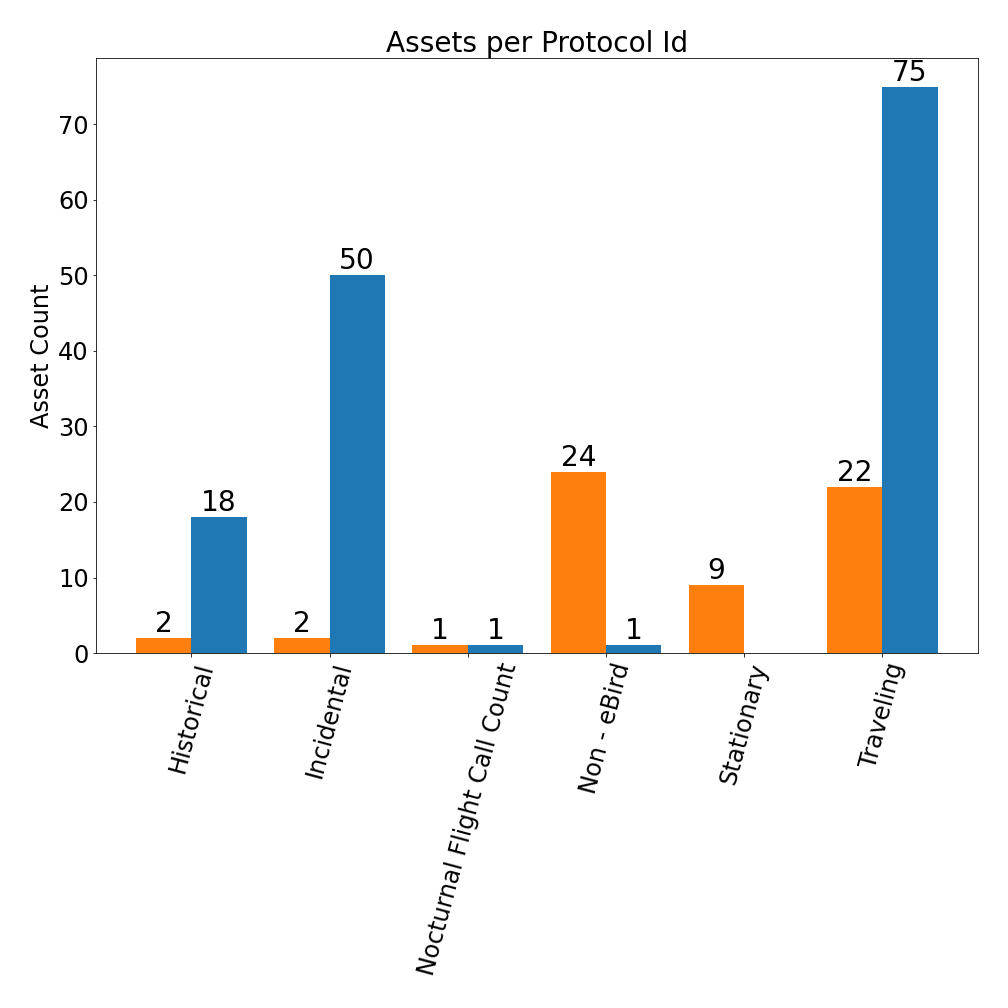 Assets per Protocol Id
Asset Count
70
60
50
40
30
20
10
0
2
18
2
50
1
1
24
1
9
22
75
Historical
Incidental
Nocturnal Flight Call Count
Non - eBird
Stationary
Traveling